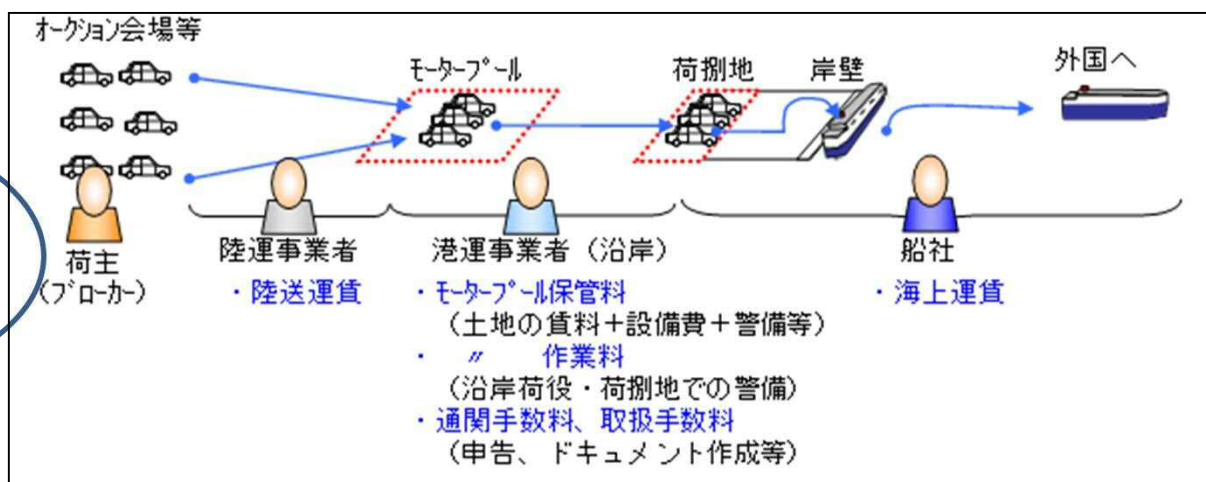 オークション会場等
モータープール
荷捌地
岸壁
外国へ
荷主
(ブローカー)
陸運事業者
・陸送運賃
港運事業者（沿岸）
・モータープール保管料
（土地の賃料＋設備費＋警備等）
・　〃　　作業料
（沿岸荷役・荷捌地での警備）
・通関手数料、取扱手数料
（申告、ドキュメント作成等）
船社
・海上運賃